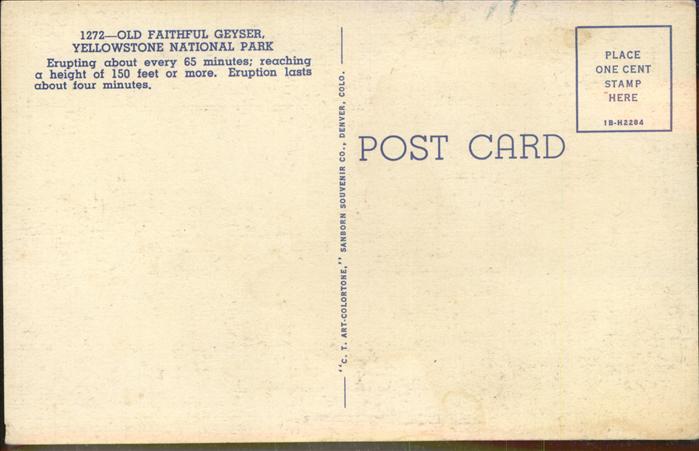 1272—OLD FAITHFUL GEYSER,
YELLOWSTONE NATIONAL PARK
Erupting about every 65 minutes; reaching
a height of 150 feet or more. Eruption lasts
about four minutes.
"C. T. ART-COLORTONE," SANBORN SOUVENIR CO., DENVER, COLO.
POST CARD
PLACE
ONE CENT
STAMP
HERE
1B-H2284